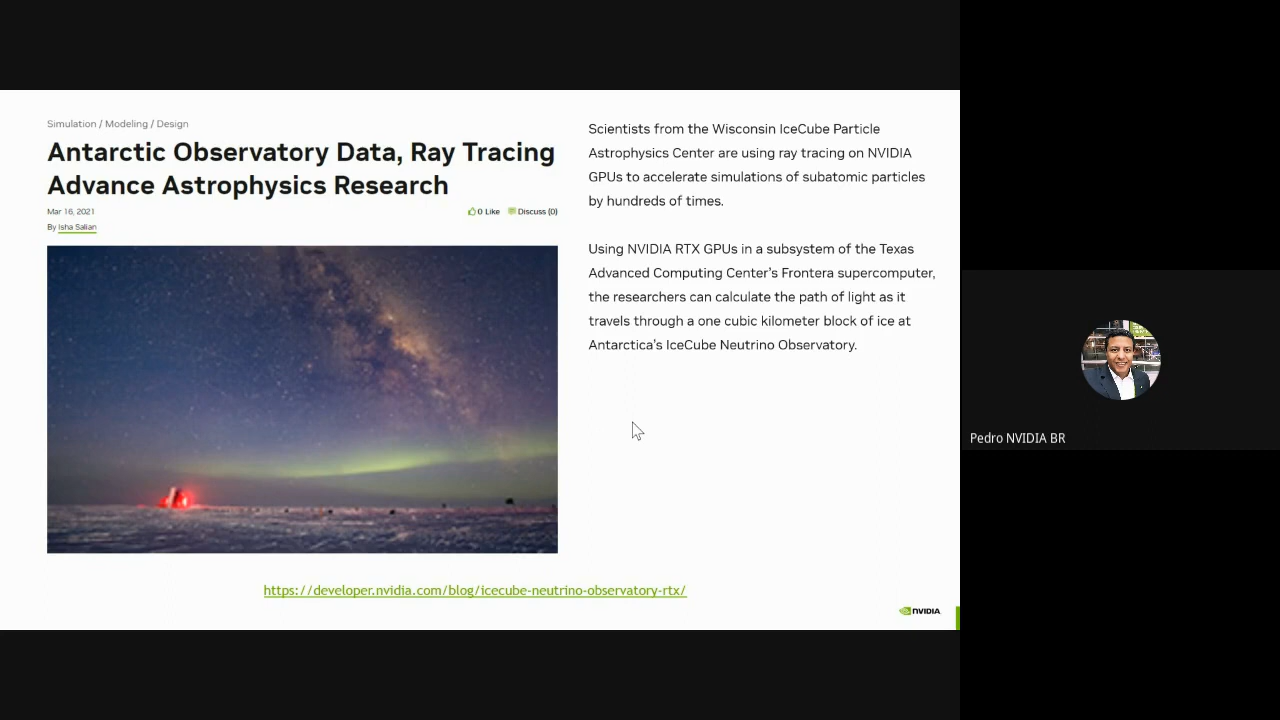 Simulation / Modeling / Design
Antarctic Observatory Data, Ray Tracing
Advance Astrophysics Research
Mar 16, 2021
0 Like
Discuss (0)
By Isha Salian
Scientists from the Wisconsin IceCube Particle
Astrophysics Center are using ray tracing on NVIDIA
GPUs to accelerate simulations of subatomic particles
by hundreds of times.
Using NVIDIA RTX GPUs in a subsystem of the Texas
Advanced Computing Center's Frontera supercomputer,
the researchers can calculate the path of light as it
travels through a one cubic kilometer block of ice at
Antarctica's IceCube Neutrino Observatory.
https://developer.nvidia.com/blog/icecube-neutrino-observatory-rtx/
NVIDIA
Pedro NVIDIA BR